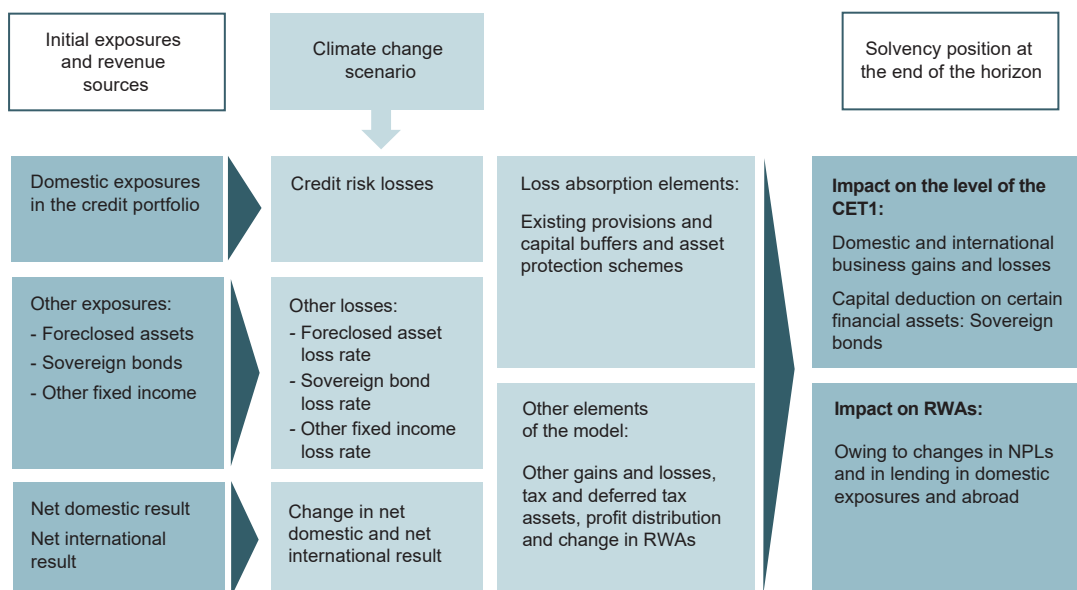 Initial exposures
and revenue
sources
Climate change
scenario
Solvency position at
the end of the horizon
Domestic exposures
in the credit portfolio
Credit risk losses
Loss absorption elements:
Existing provisions and
capital buffers and asset
protection schemes
Impact on the level of the
CET1:
Domestic and international
business gains and losses
Capital deduction on certain
financial assets: Sovereign
bonds
Other exposures:
- Foreclosed assets
- Sovereign bonds
- Other fixed income
Other losses:
- Foreclosed asset
loss rate
- Sovereign bond
loss rate
- Other fixed income
loss rate
Other elements
of the model:
Other gains and losses,
tax and deferred tax
assets, profit distribution
and change in RWAs
Impact on RWAs:
Owing to changes in NPLs
and in lending in domestic
exposures and abroad
Net domestic result
Net international
result
Change in net
domestic and net
international result